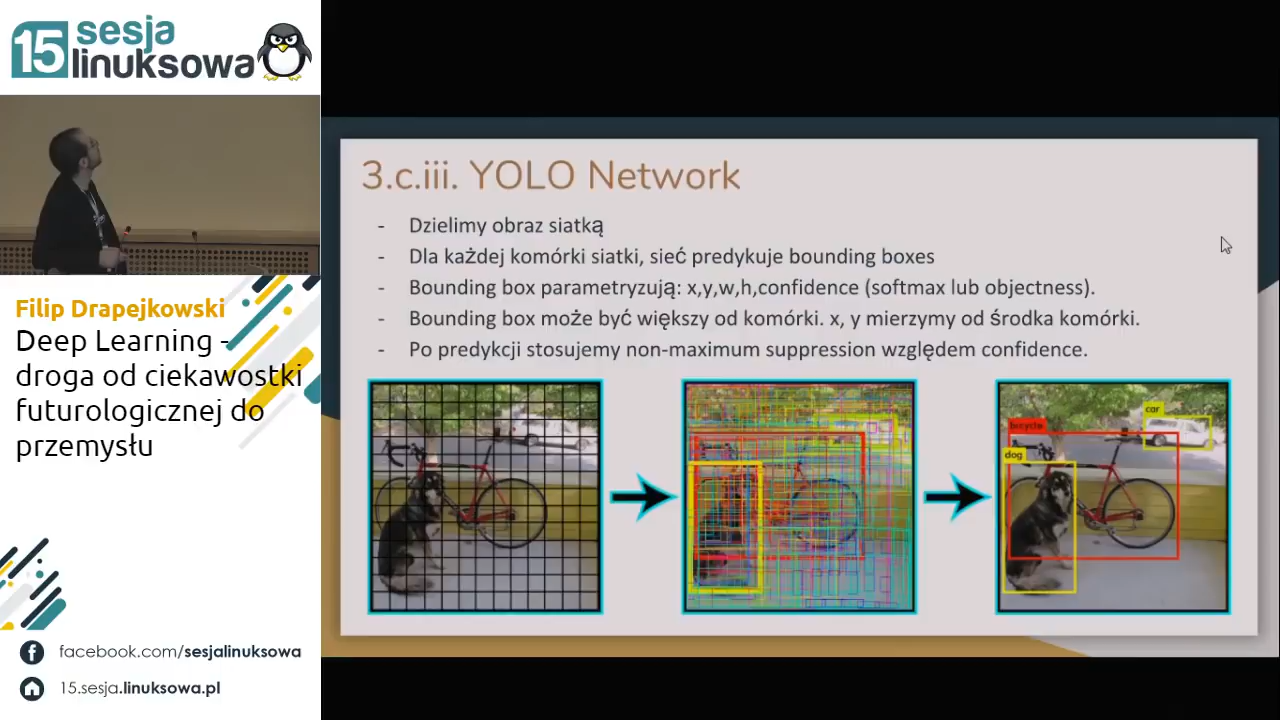 15 sesja
linuksowa
Filip Drapejkowski
Deep Learning -
droga od ciekawostki
futurologicznej do
przemysłu
facebook.com/sesjalinuksowa
15.sesja.linuksowa.pl
3.c.iii. YOLO Network
- Dzielimy obraz siatką
- Dla każdej komórki siatki, sieć predykuje bounding boxes
- Bounding box parametryzują: x,y,w,h,confidence (softmax lub objectness).
- Bounding box może być większy od komórki. x, y mierzymy od środka komórki.
- Po predykcji stosujemy non-maximum suppression względem confidence.
car
bicycle
dog